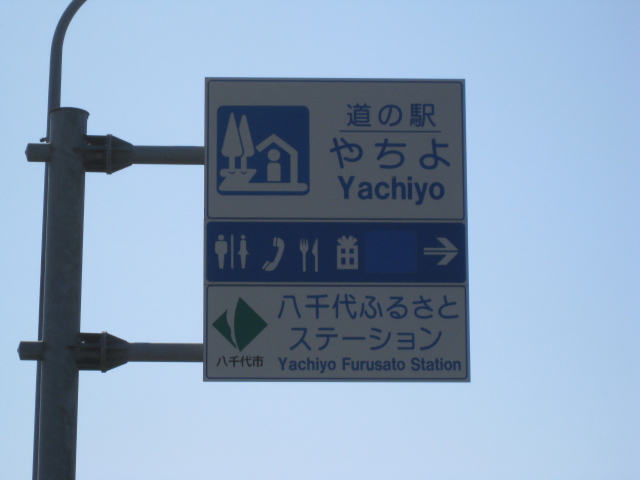 道の駅
やちよ
Yachiyo
八千代ふるさと
ステーション
Yachiyo Furusato Station
八千代市